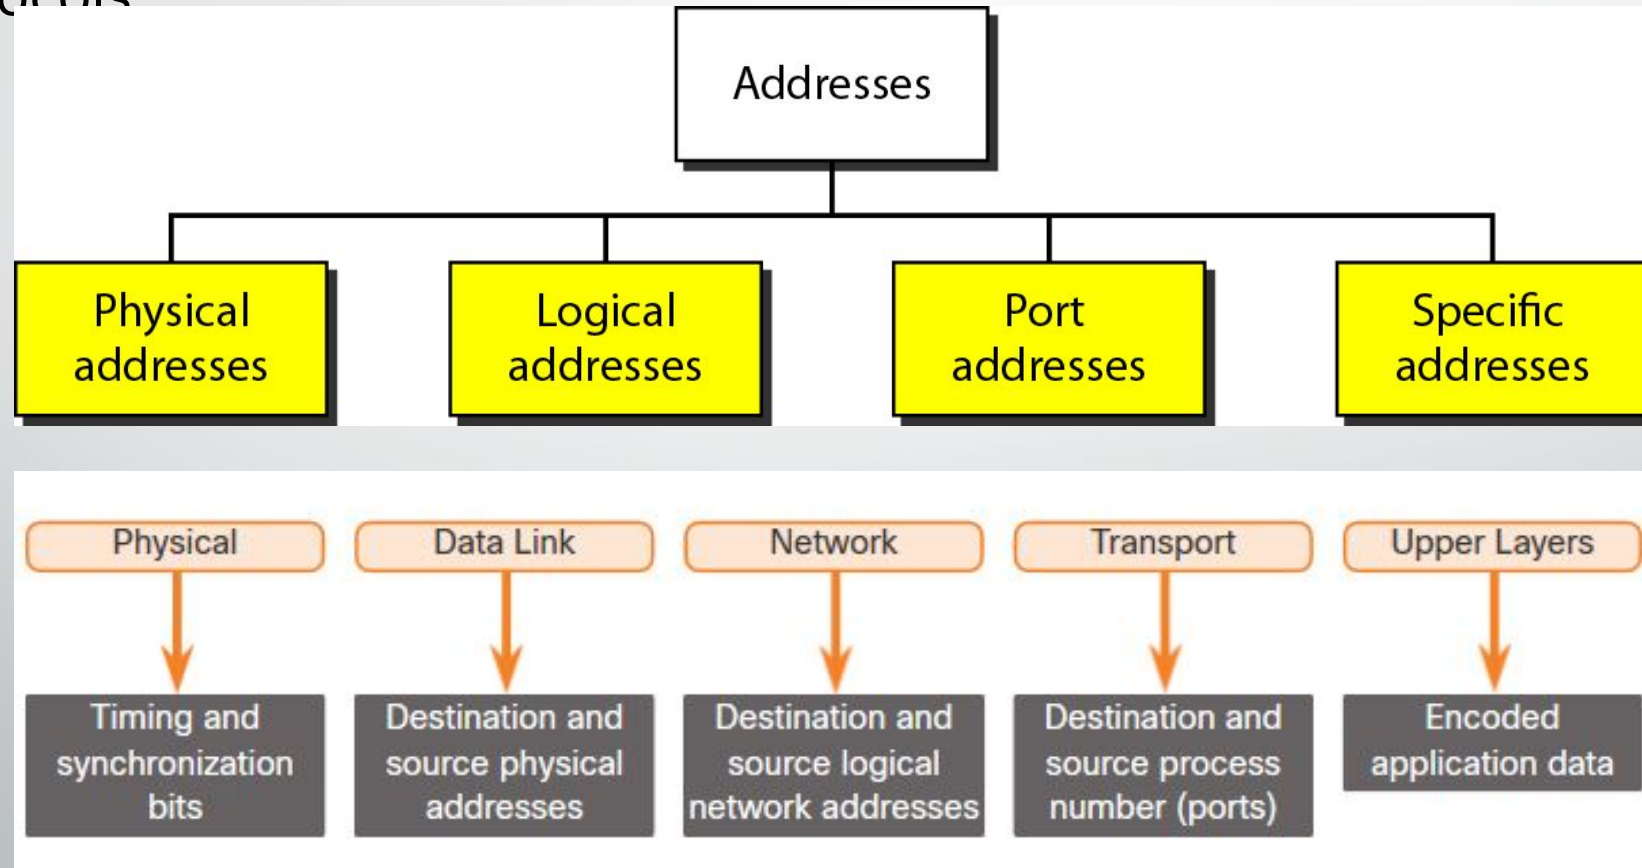 Addresses
Physical
addresses
Logical
addresses
Port
addresses
Specific
addresses
Physical
Data Link
Network
Transport
Upper Layers
Timing and
synchronization
bits
Destination and
source physical
addresses
Destination and
source logical
network addresses
Destination and
source process
number (ports)
Encoded
application data